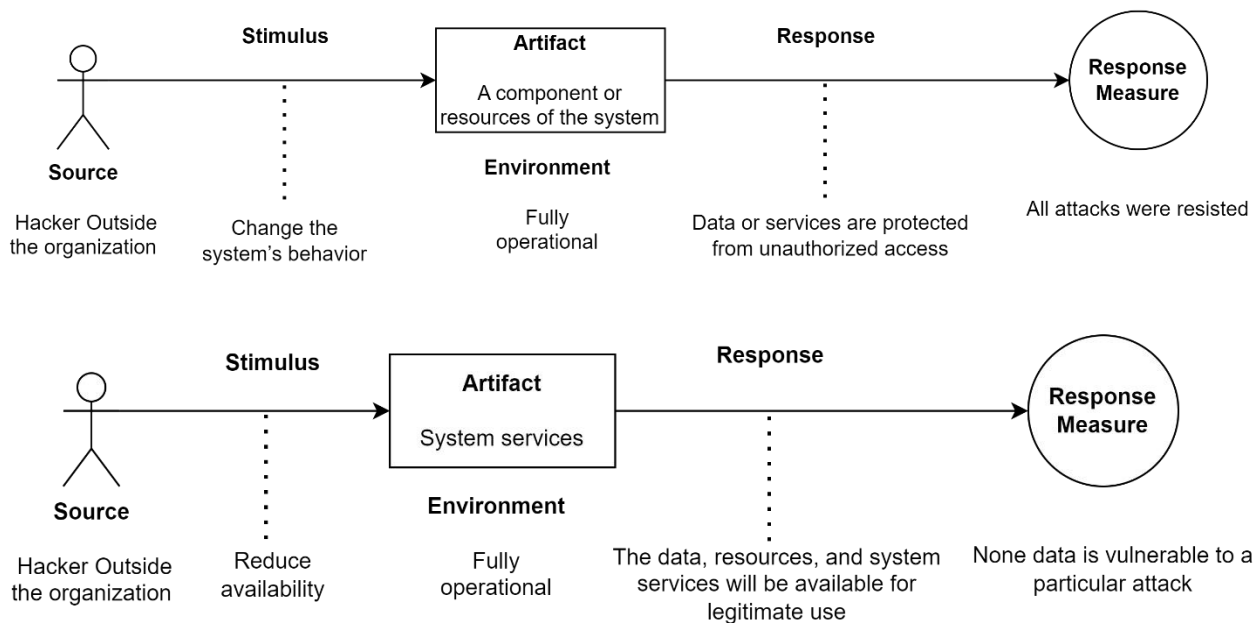 Stimulus
Artifact
Response
A component or
resources of the system
Response
Measure
Source
Environment
Hacker Outside
the organization
Change the
system's behavior
Fully
operational
Data or services are protected
from unauthorized access
All attacks were resisted
Stimulus
Artifact
Response
System services
Response
Measure
Source
Environment
Hacker Outside
the organization
Reduce
availability
Fully
operational
The data, resources, and system
services will be available for
legitimate use
None data is vulnerable to a
particular attack